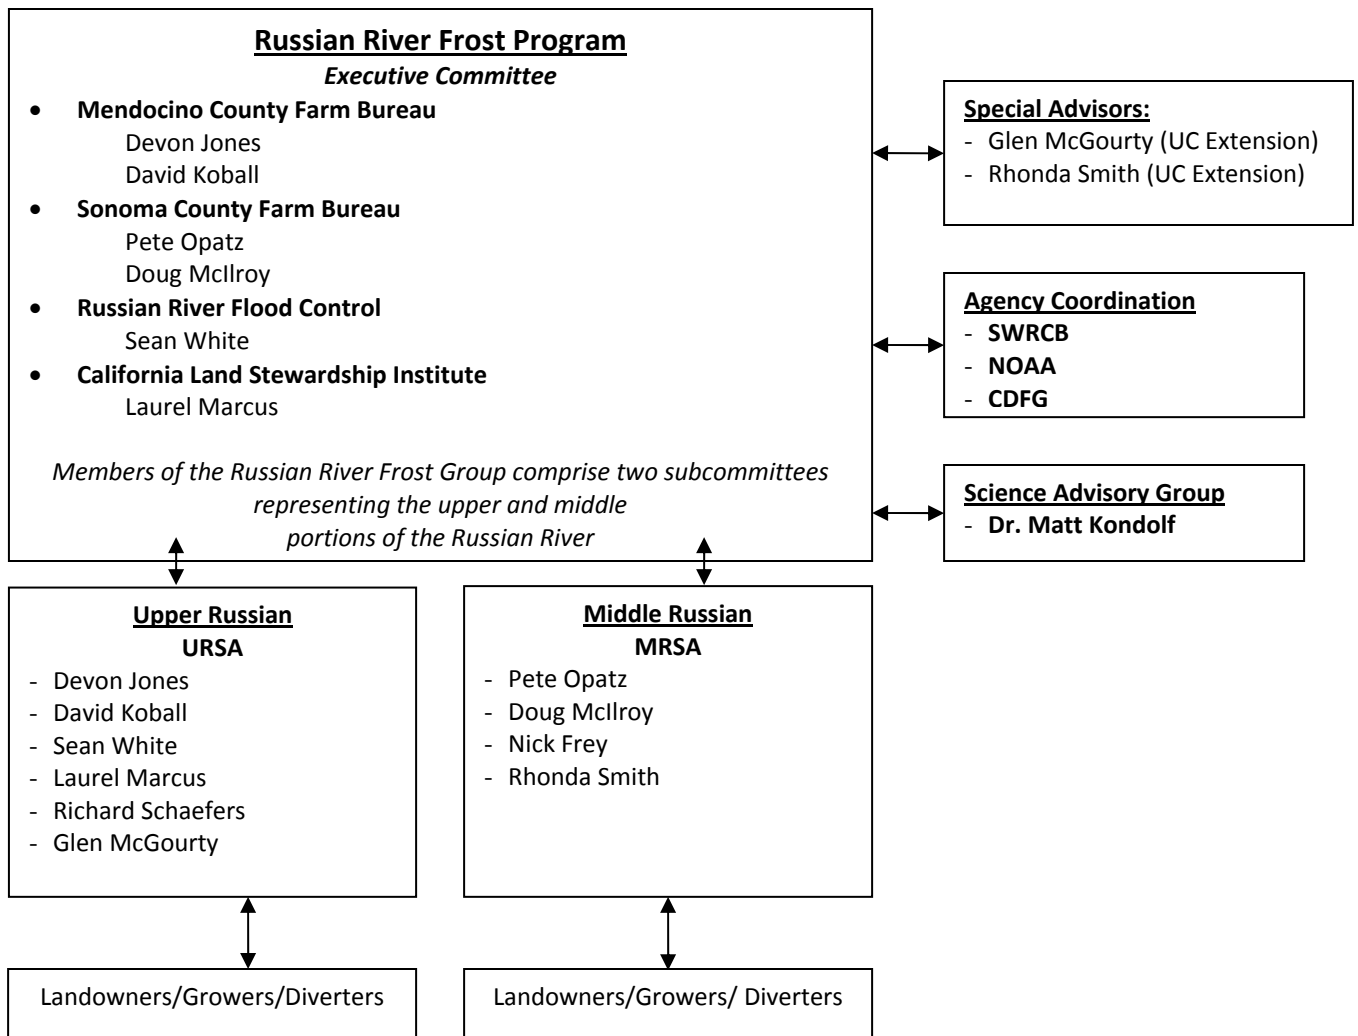 Russian River Frost Program
Executive Committee
• Mendocino County Farm Bureau
Devon Jones
David Koball
• Sonoma County Farm Bureau
Pete Opatz
Doug McIlroy
• Russian River Flood Control
Sean White
• California Land Stewardship Institute
Laurel Marcus
Members of the Russian River Frost Group comprise two subcommittees
representing the upper and middle
portions of the Russian River
Special Advisors:
- Glen McGourty (UC Extension)
- Rhonda Smith (UC Extension)
Agency Coordination
- SWRCB
- NOAA
- CDFG
Science Advisory Group
- Dr. Matt Kondolf
Upper Russian
URSA
- Devon Jones
- David Koball
- Sean White
- Laurel Marcus
- Richard Schaefers
- Glen McGourty
Middle Russian
MRSA
- Pete Opatz
- Doug McIlroy
- Nick Frey
- Rhonda Smith
Landowners/Growers/Diverters
Landowners/Growers/ Diverters